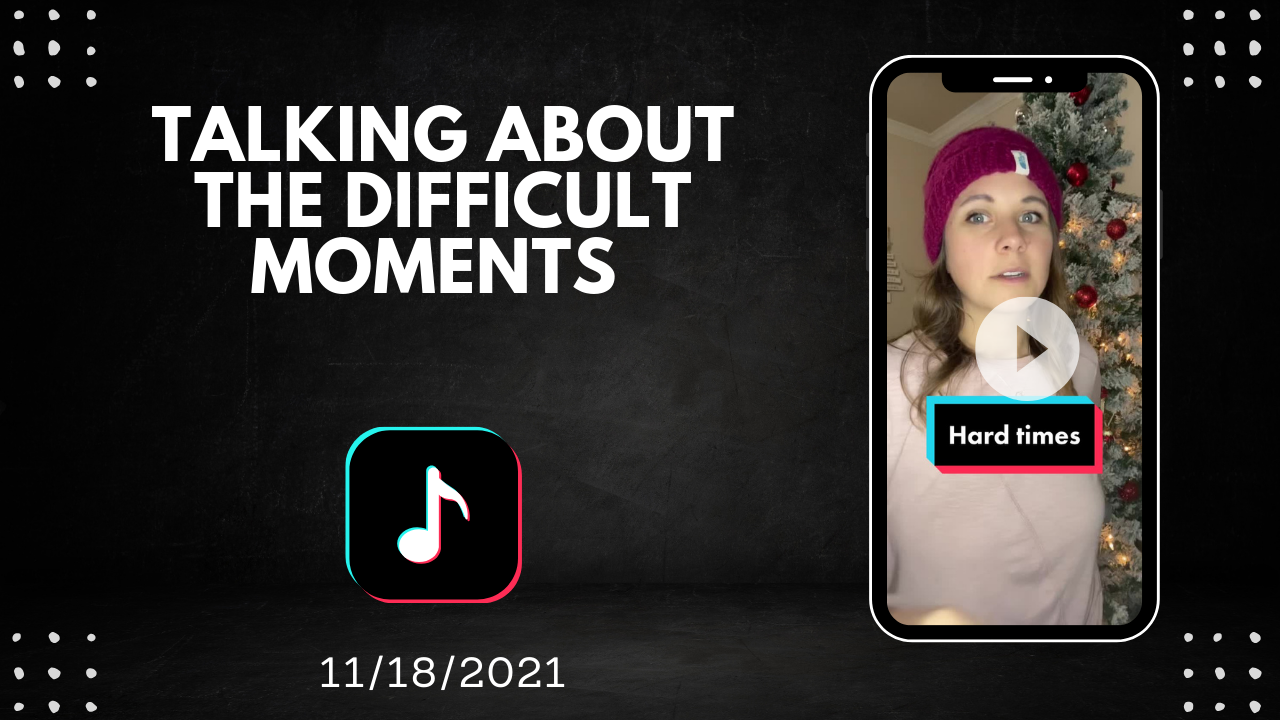 TALKING ABOUT
THE DIFFICULT
MOMENTS
Hard times
11/18/2021